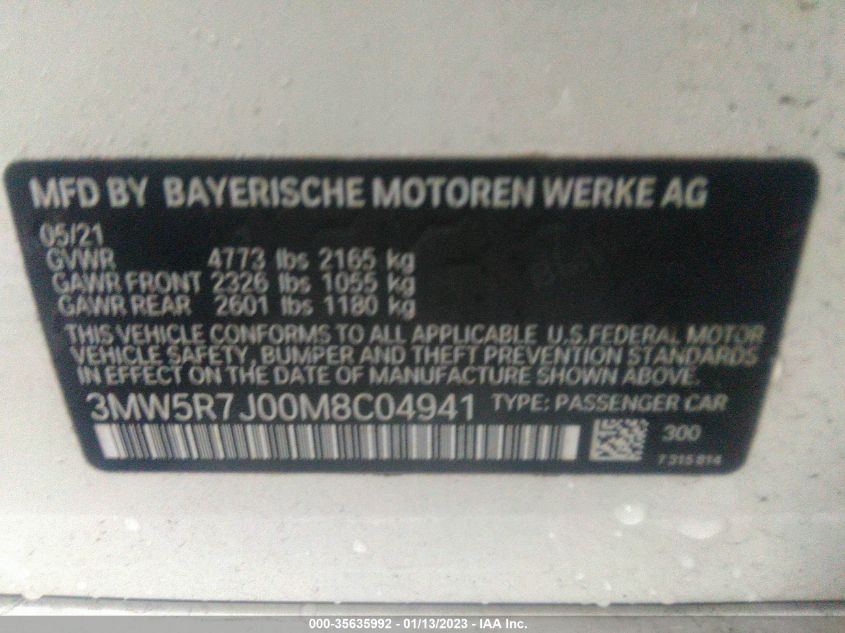 MFD BY BAYERISCHE MOTOREN WERKE AG
05/21
GVWR 4773 lbs 2165 kg
GAWR FRONT 2326 lbs 1055 kg
GAWR REAR 2601 lbs 1180 kg
THIS VEHICLE CONFORMS TO ALL APPLICABLE U.S.FEDERAL MOTOR
VEHICLE SAFETY, BUMPER AND THEFT PREVENTION STANDARDS
IN EFFECT ON THE DATE OF MANUFACTURE SHOWN ABOVE.
3MW5R7J00M8C04941 TYPE: PASSENGER CAR
300
7 315 814
000-35635992 - 01/13/2023 - IAA Inc.